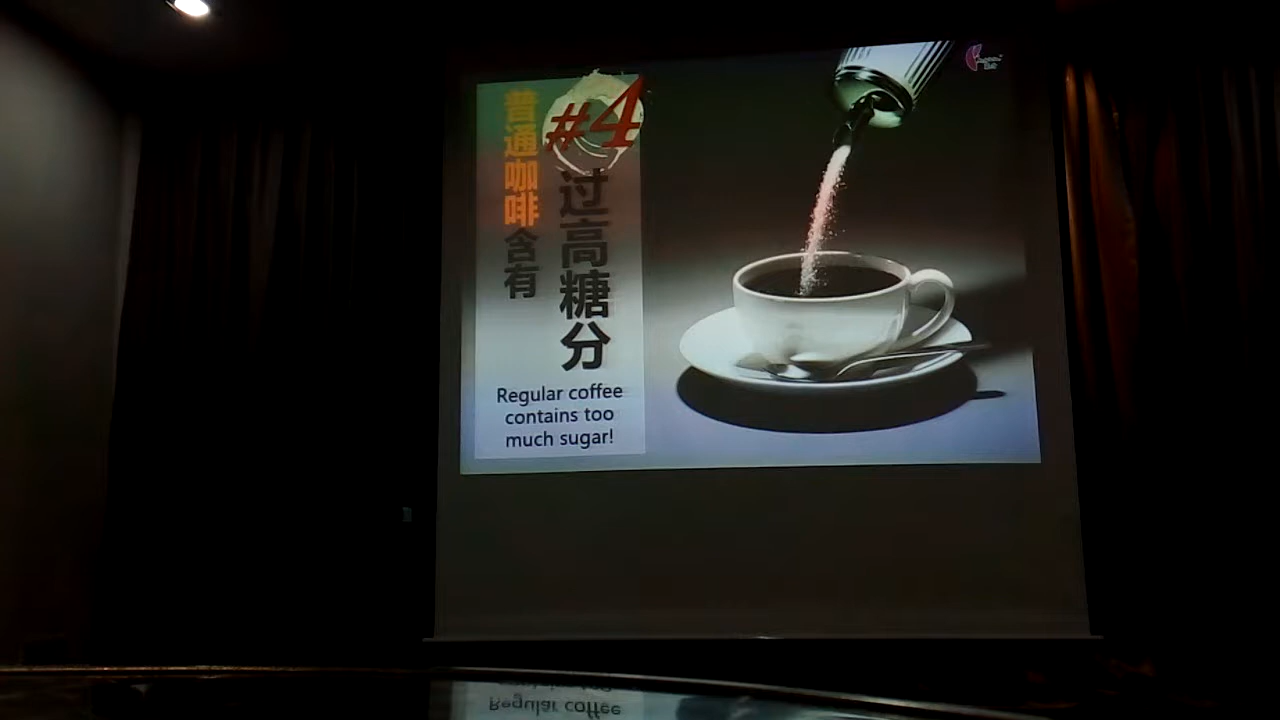 #4
普通咖啡含有
过高糖分
Regular coffee
contains too
much sugar!
Regular coffee